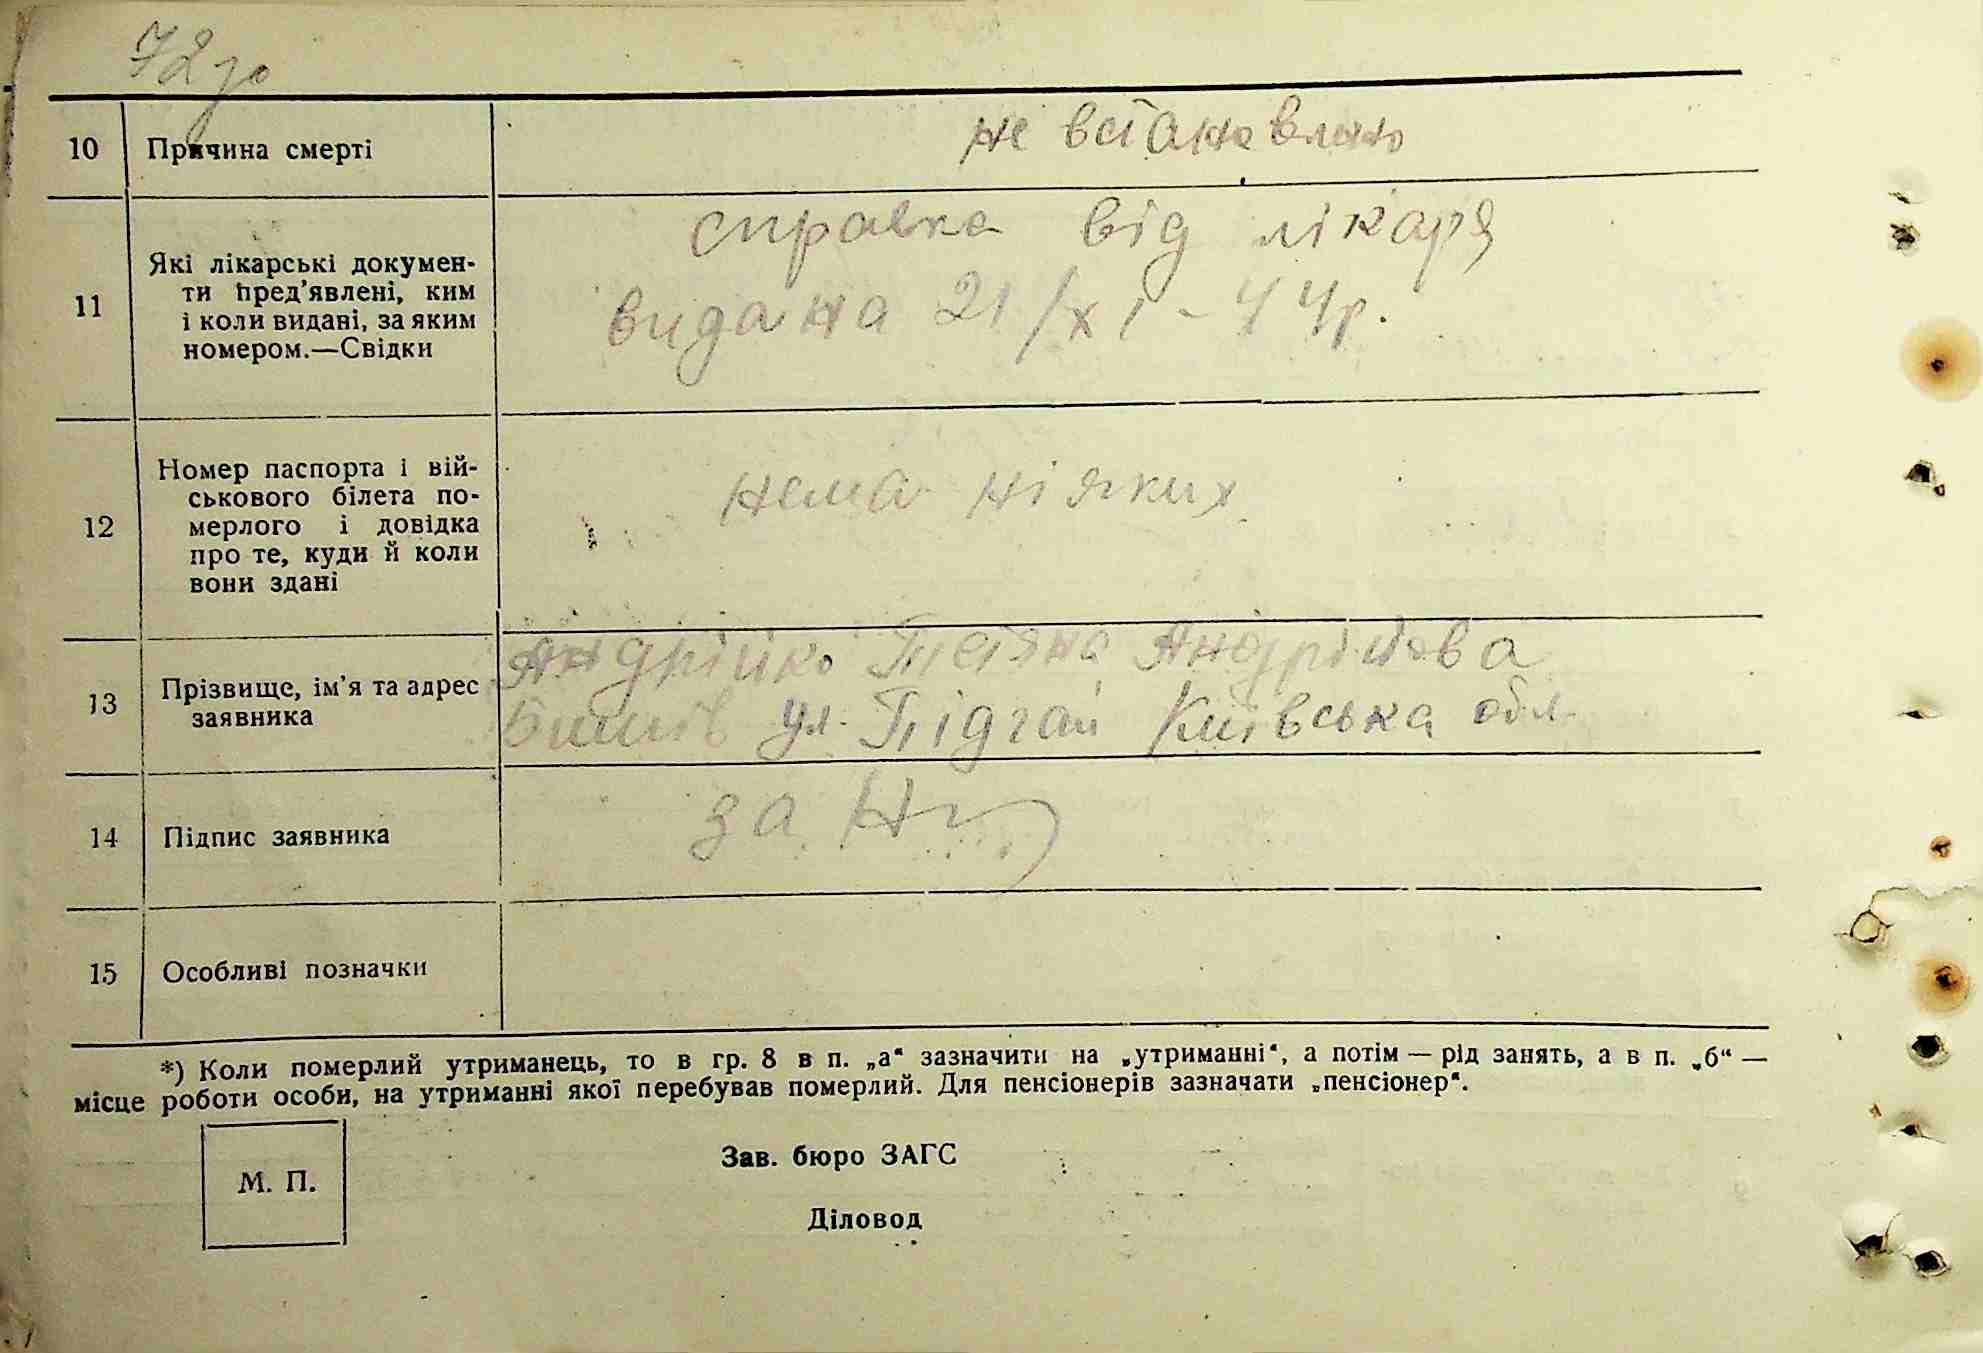 72
10 Причина смерті не встановлено
справка від лікаря
видана 21/XI - 44р.
11 Які лікарські докумен-
ти пред'явлені, ким
і коли видані, за яким
номером.—Свідки
12 Номер паспорта і вій-
ськового білета по-
мерлого і довідка
про те, куди й коли
вони здані
нема ніяких
13 Прізвище, ім'я та адрес
заявника
Андрійко Тетяна Андріїова
ул. Підгай Київська обл.
14 Підпис заявника за
15 Особливі позначки
*) Коли померлий утриманець, то в гр. 8 в п. „а“ зазначити на „утриманні“, а потім — рід занять, а в п. „б“ —
місце роботи особи, на утриманні якої перебував померлий. Для пенсіонерів зазначати „пенсіонер“.
М. П.
Зав. бюро ЗАГС
Діловод